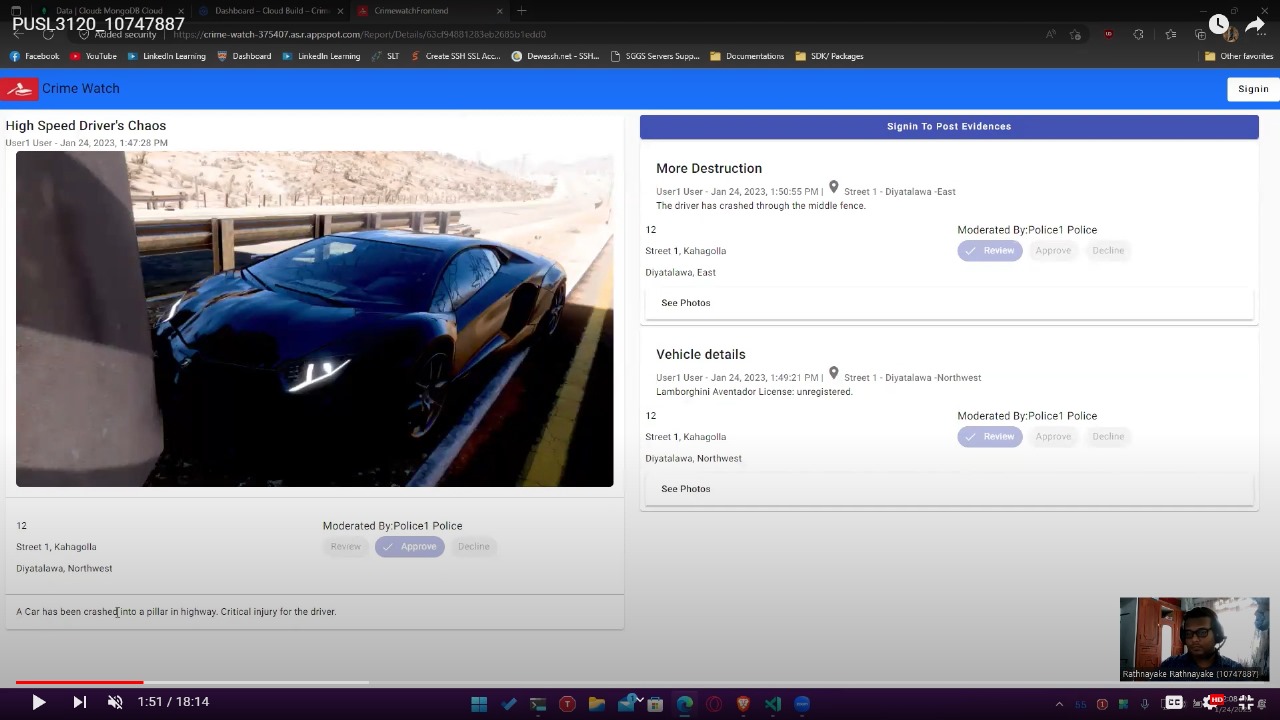 Data | Cloud: MongoDB Cloud
Dashboard – Cloud Build – Crim
CrimewatchFrontend
PUSL3120_10747887
Added security
https://crime-watch-375407.asr.appspot.com/Report/Details/63cf94881283eb2685b1edd0
Facebook
YouTube
LinkedIn Learning
Dashboard
LinkedIn Learning
SLT
Create SSH SSL Acc...
Dewassh.net - SSH...
SGGS Servers Supp...
Documentations
SDK/ Packages
Other favorites
Crime Watch
Signin
High Speed Driver's Chaos
User1 User - Jan 24, 2023, 1:47:28 PM
12
Street 1, Kahagolla
Diyatalawa, Northwest
Moderated By:Police1 Police
Review
Approve
Decline
A Car has been crashed into a pillar in highway. Critical injury for the driver.
Signin To Post Evidences
More Destruction
User1 User - Jan 24, 2023, 1:50:55 PM | Street 1 - Diyatalawa -East
The driver has crashed through the middle fence.
12
Street 1, Kahagolla
Diyatalawa, East
Moderated By:Police1 Police
Review
Approve
Decline
See Photos
Vehicle details
User1 User - Jan 24, 2023, 1:49:21 PM | Street 1 - Diyatalawa -Northwest
Lamborghini Aventador License: unregistered.
12
Street 1, Kahagolla
Diyatalawa, Northwest
Moderated By:Police1 Police
Review
Approve
Decline
See Photos
Rathnayake Rathnayake (10747887)
1:51 / 18:14
HD